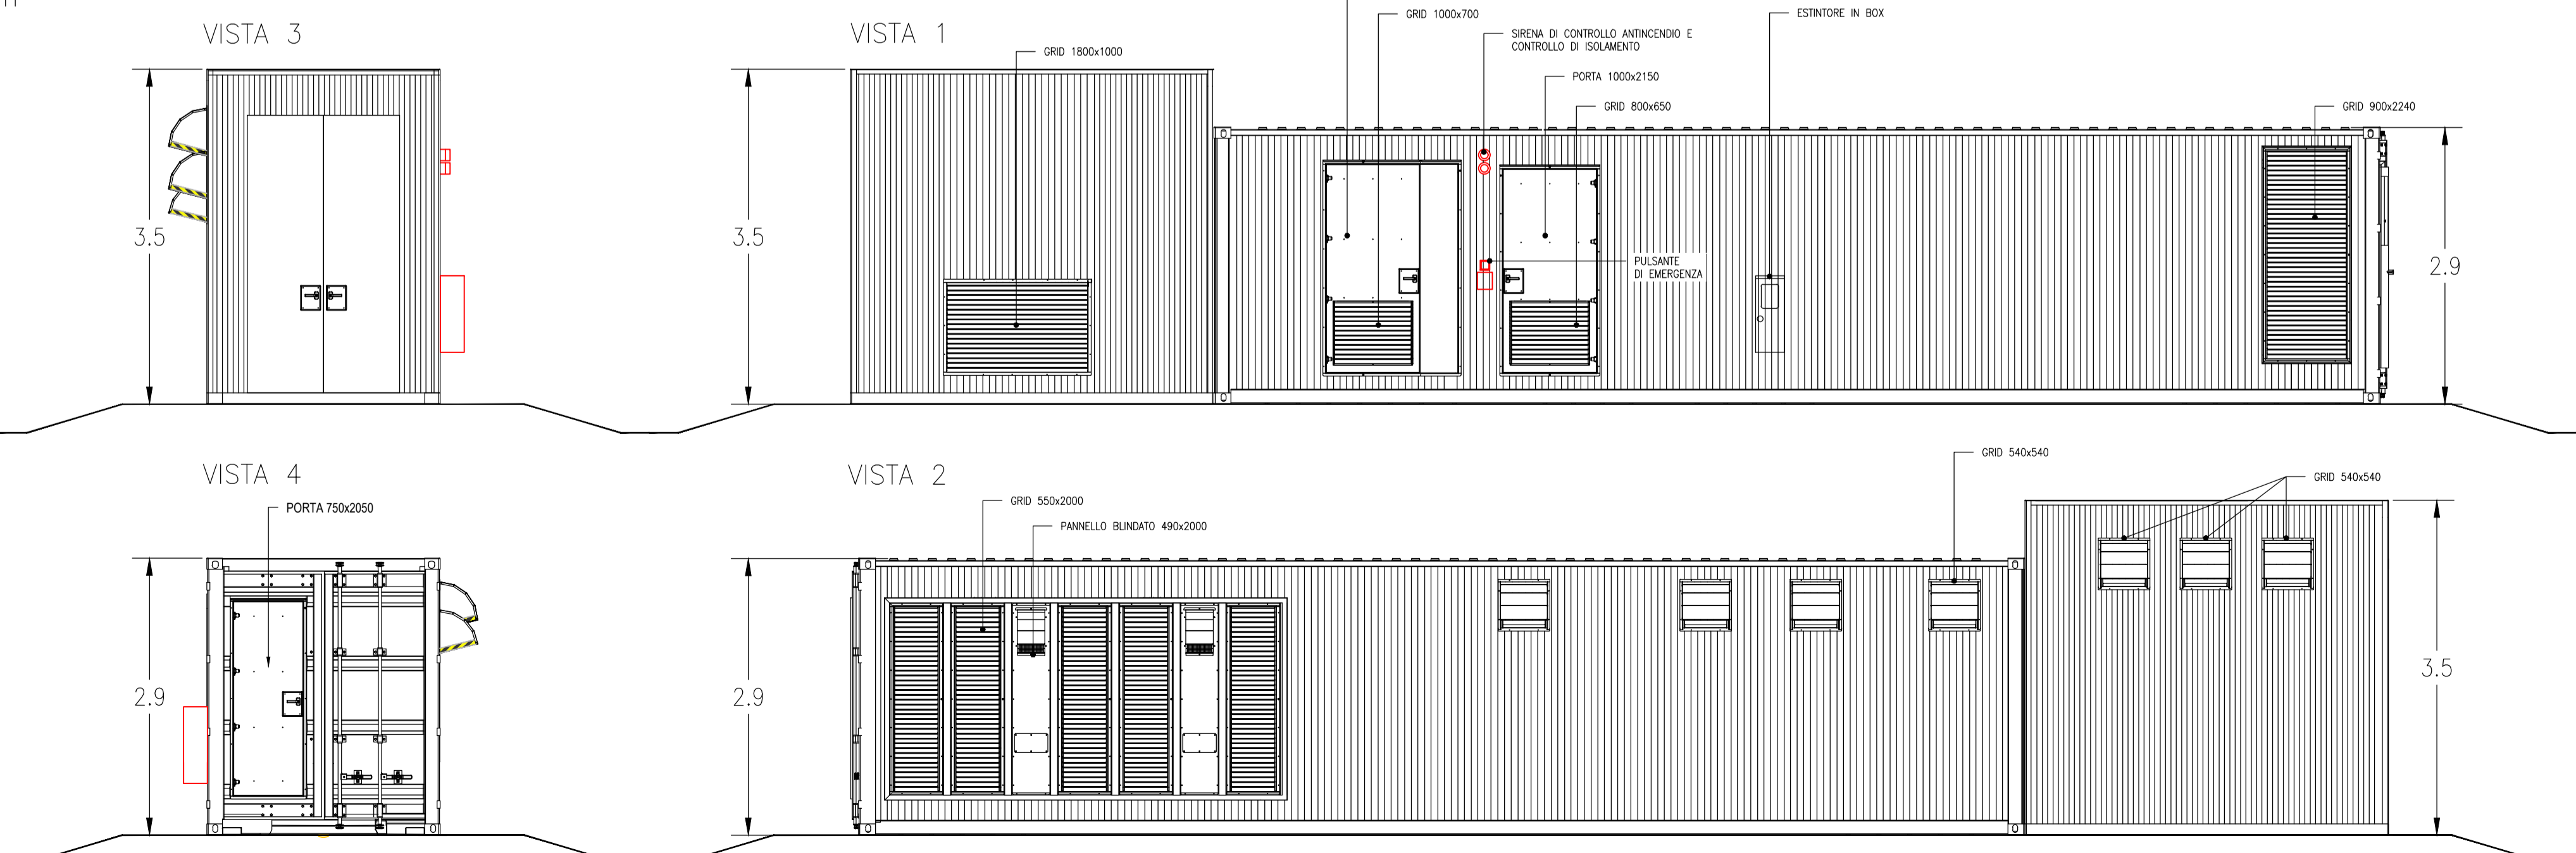 VISTA 3
3.5
VISTA 1
GRID 1800x1000
GRID 1000x700
SIRENA DI CONTROLLO ANTINCENDIO E
CONTROLLO DI ISOLAMENTO
PORTA 1000x2150
GRID 800x650
ESTINTORE IN BOX
GRID 900x2240
3.5
PULSANTE
DI EMERGENZA
2.9
VISTA 4
PORTA 750x2050
2.9
VISTA 2
GRID 550x2000
PANNELLO BLINDATO 490x2000
GRID 540x540
GRID 540x540
2.9
3.5